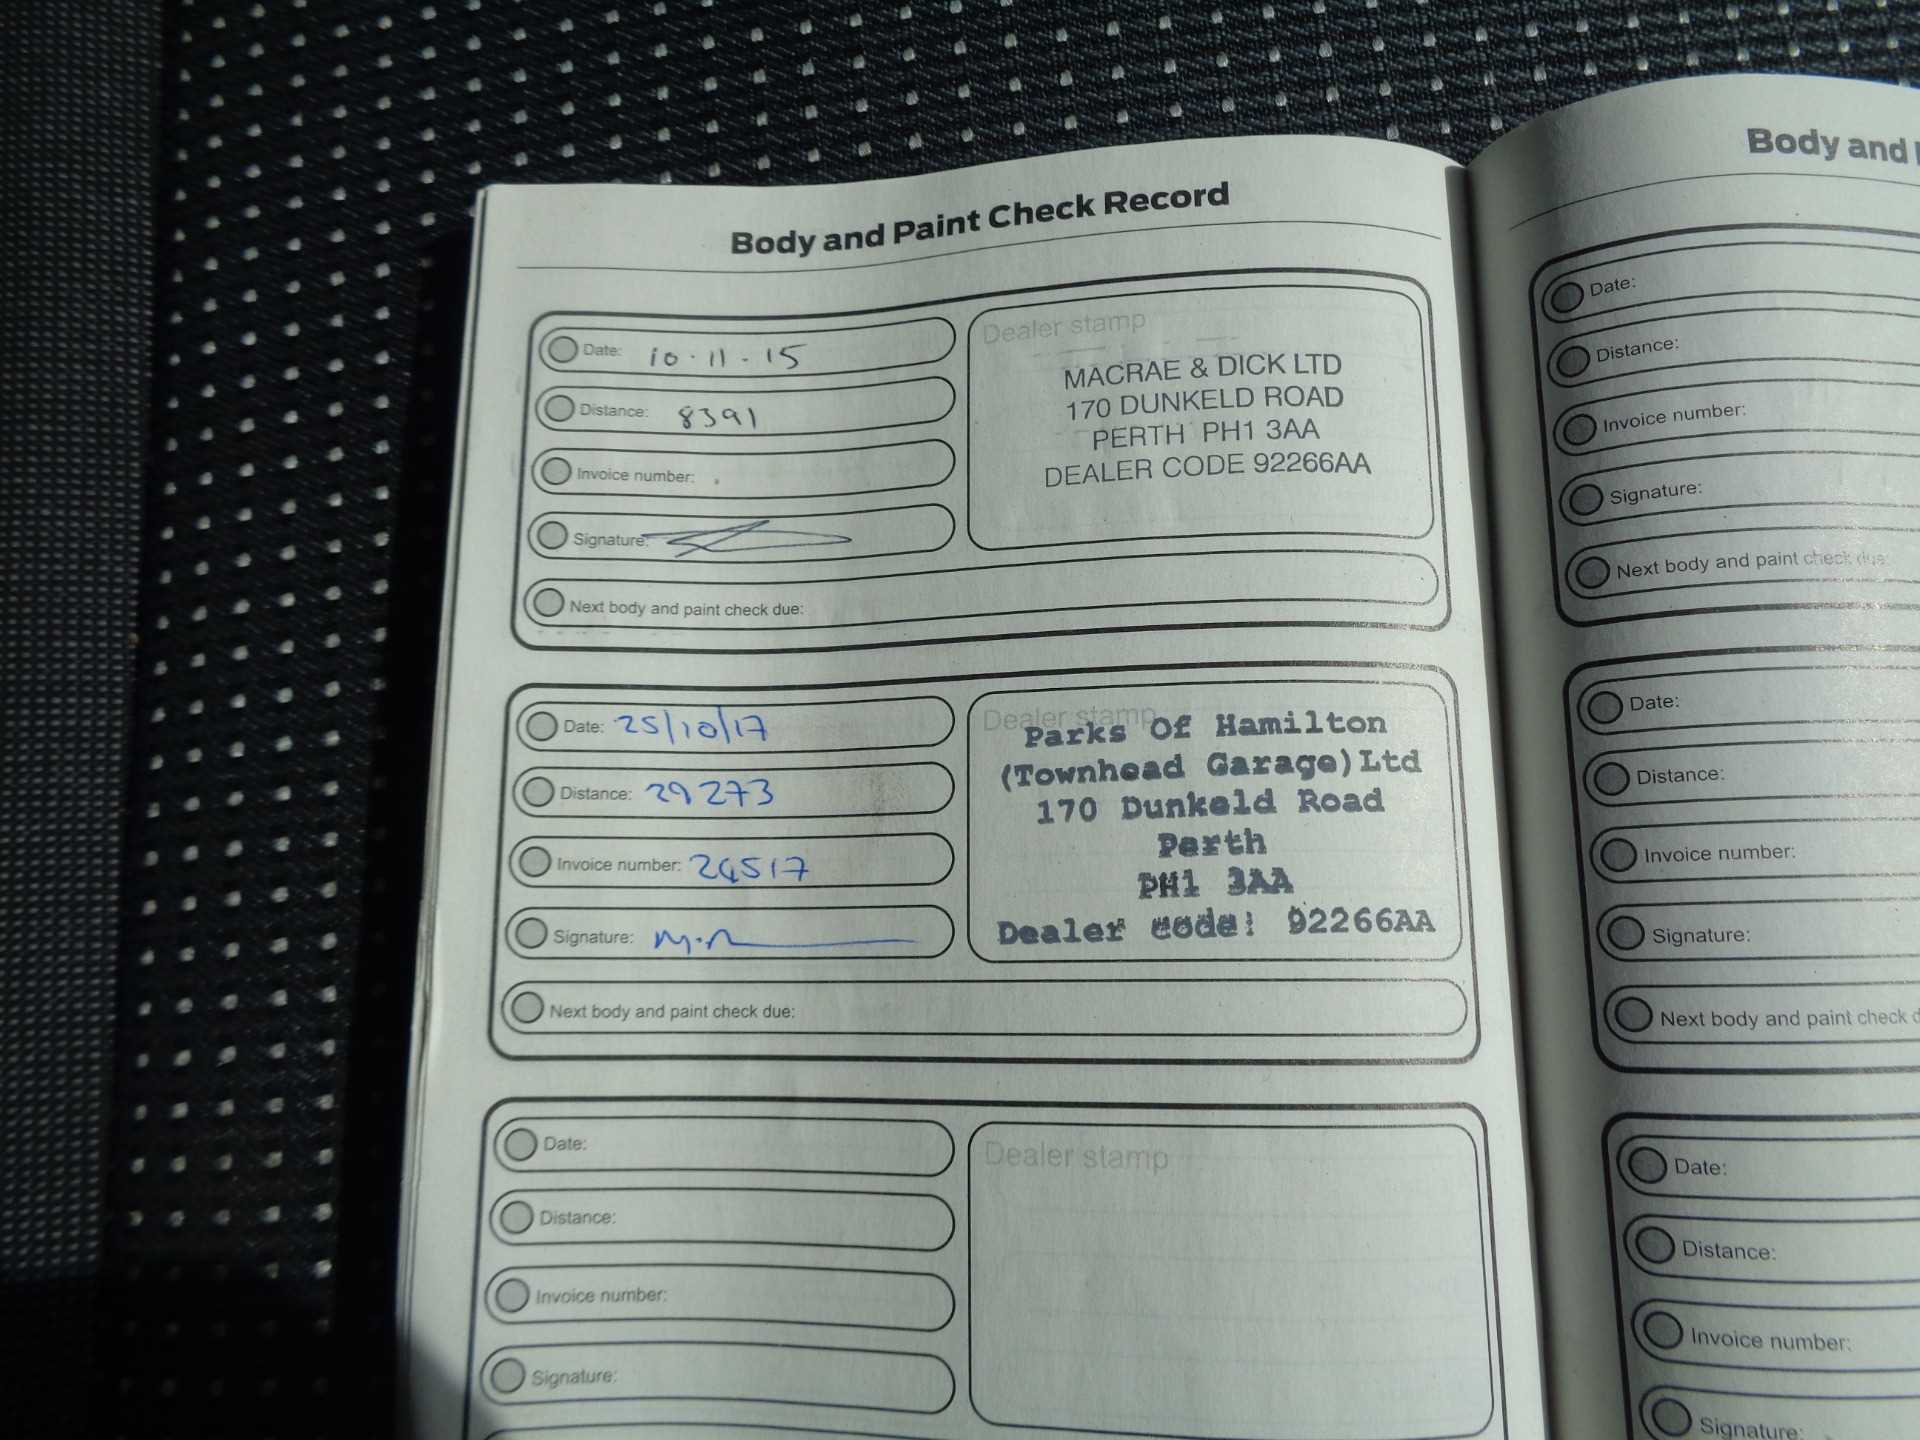 Body and Paint Check Record
Date: 10·11·15
Distance: 8391
Invoice number:
Signature:
Next body and paint check due:
Dealer stamp
MACRAE & DICK LTD
170 DUNKELD ROAD
PERTH PH1 3AA
DEALER CODE 92266AA
Date: 25/10/17
Distance: 29273
Invoice number: 24517
Signature:
Next body and paint check due:
Dealer stamp
Parks Of Hamilton
(Townhead Garage)Ltd
170 Dunkeld Road
Perth
PH1 3AA
Dealer code: 92266AA
Date:
Distance:
Invoice number:
Signature:
Dealer stamp
Body and
Date:
Distance:
Invoice number:
Signature:
Next body and paint check due:
Date:
Distance:
Invoice number:
Signature:
Next body and paint check
Date:
Distance:
Invoice number:
Signature: